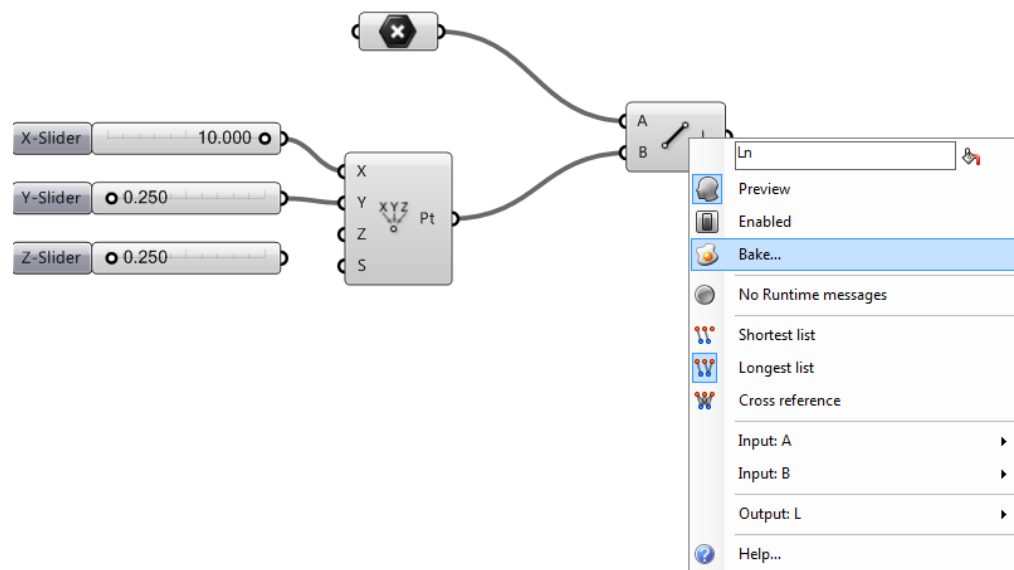 X-Slider 10.000
Y-Slider 0.250
Z-Slider 0.250
X
Y
Z
S
XYZ
Pt
A
B
L
Ln
Preview
Enabled
Bake...
No Runtime messages
Shortest list
Longest list
Cross reference
Input: A
Input: B
Output: L
Help...